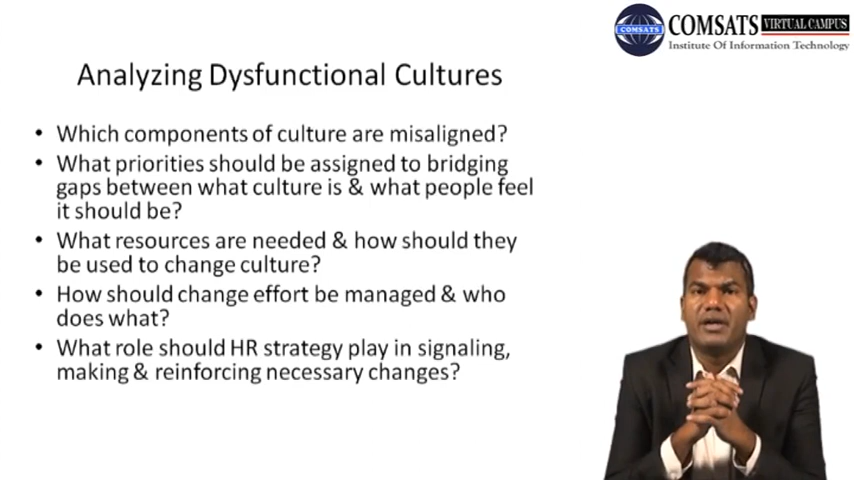 COMSATS
COMSATS VIRTUAL CAMPUS
Institute Of Information Technology
Analyzing Dysfunctional Cultures
• Which components of culture are misaligned?
• What priorities should be assigned to bridging
gaps between what culture is & what people feel
it should be?
• What resources are needed & how should they
be used to change culture?
• How should change effort be managed & who
does what?
• What role should HR strategy play in signaling,
making & reinforcing necessary changes?